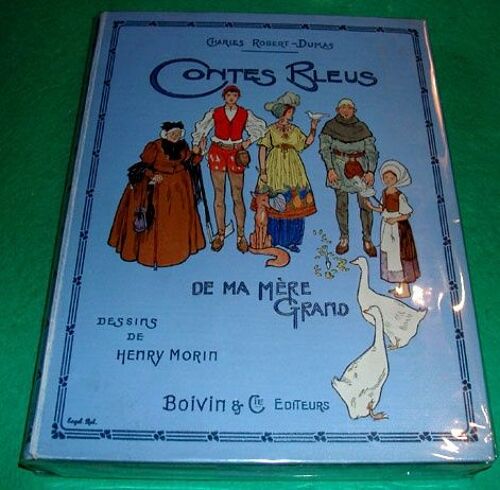 CHARLES ROBERT-DUMAS
CONTES BLEUS
DE MA MÈRE
GRAND
DESSINS
DE
HENRY MORIN
BOIVIN & CIE EDITEURS